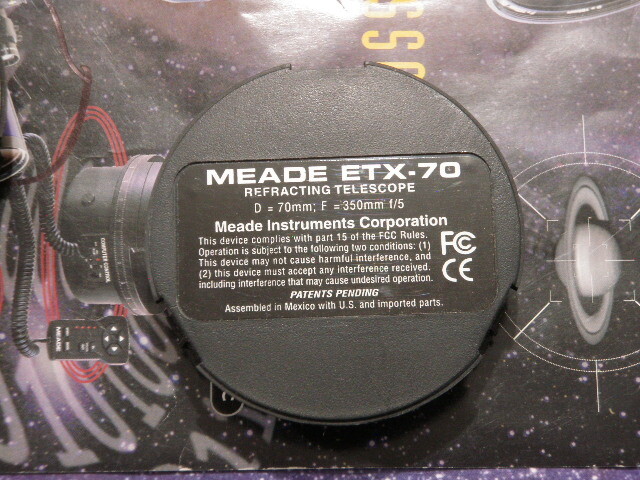 MEADE ETX-70
REFRACTING TELESCOPE
D = 70mm; F = 350mm f/5
Meade Instruments Corporation
This device complies with part 15 of the FCC Rules.
Operation is subject to the following two conditions: (1)
This device may not cause harmful interference, and
(2) this device must accept any interference received,
including interference that may cause undesired operation.
FC
CE
PATENTS PENDING
Assembled in Mexico with U.S. and imported parts.
COMPUTER CONTROL
MEADE